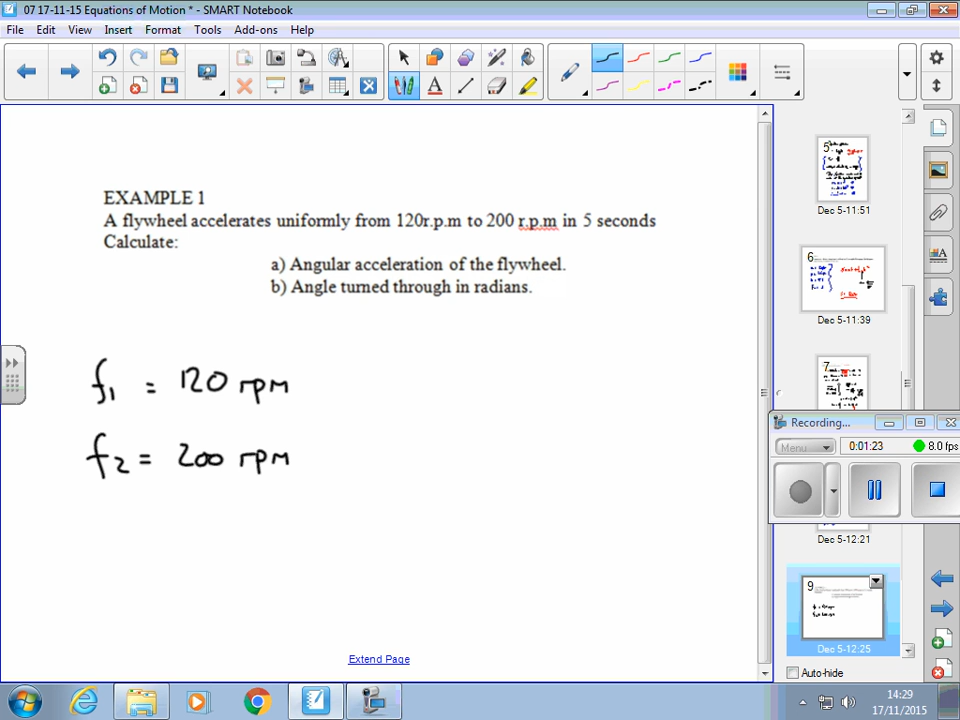 07 17-11-15 Equations of Motion * - SMART Notebook
File Edit View Insert Format Tools Add-ons Help
EXAMPLE 1
A flywheel accelerates uniformly from 120r.p.m to 200 r.p.m in 5 seconds
Calculate:
a) Angular acceleration of the flywheel.
b) Angle turned through in radians.
f1 = 120 rpm
f2 = 200 rpm
Extend Page
5
Dec 5-11:51
6
Dec 5-11:39
7
Recording...
Menu
0:01:23
8.0 fps
Dec 5-12:21
9
Dec 5-12:25
Auto-hide
14:29
17/11/2015